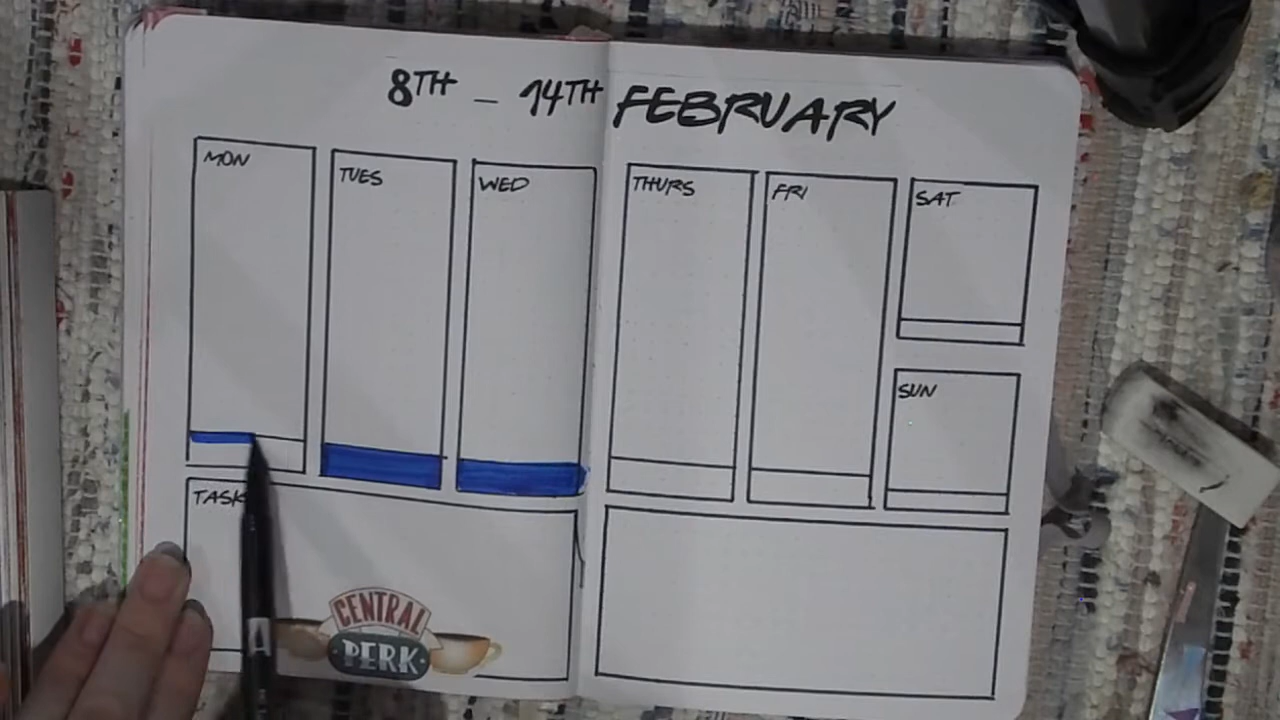 8TH - 14TH FEBRUARY
MON
TUES
WED
THURS
FRI
SAT
SUN
TASK
CENTRAL
PERK